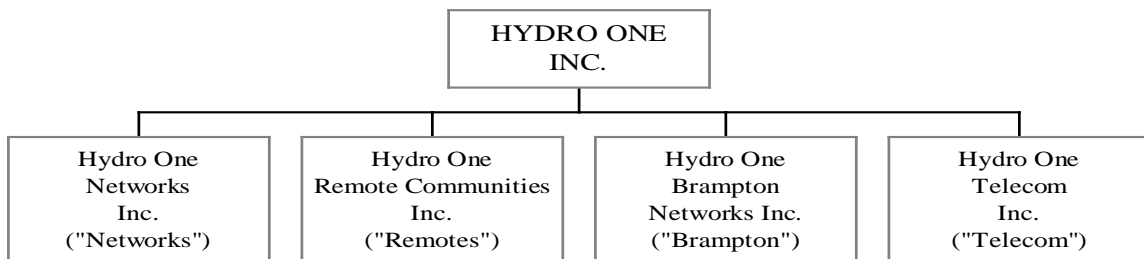 HYDRO ONE
INC.
Hydro One
Networks
Inc.
("Networks")
Hydro One
Remote Communities
Inc.
("Remotes")
Hydro One
Brampton
Networks Inc.
("Brampton")
Hydro One
Telecom
Inc.
("Telecom")